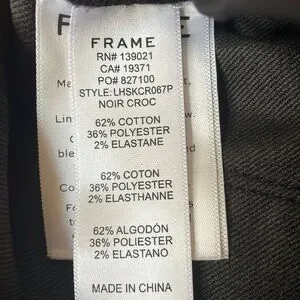 FRAME
RN# 139021
CA# 19371
PO# 827100
STYLE: LHSKCR067P
NOIR CROC
62% COTTON
36% POLYESTER
2% ELASTANE
62% COTON
36% POLYESTER
2% ELASTHANNE
62% ALGODÓN
36% POLIESTER
2% ELASTANO
MADE IN CHINA